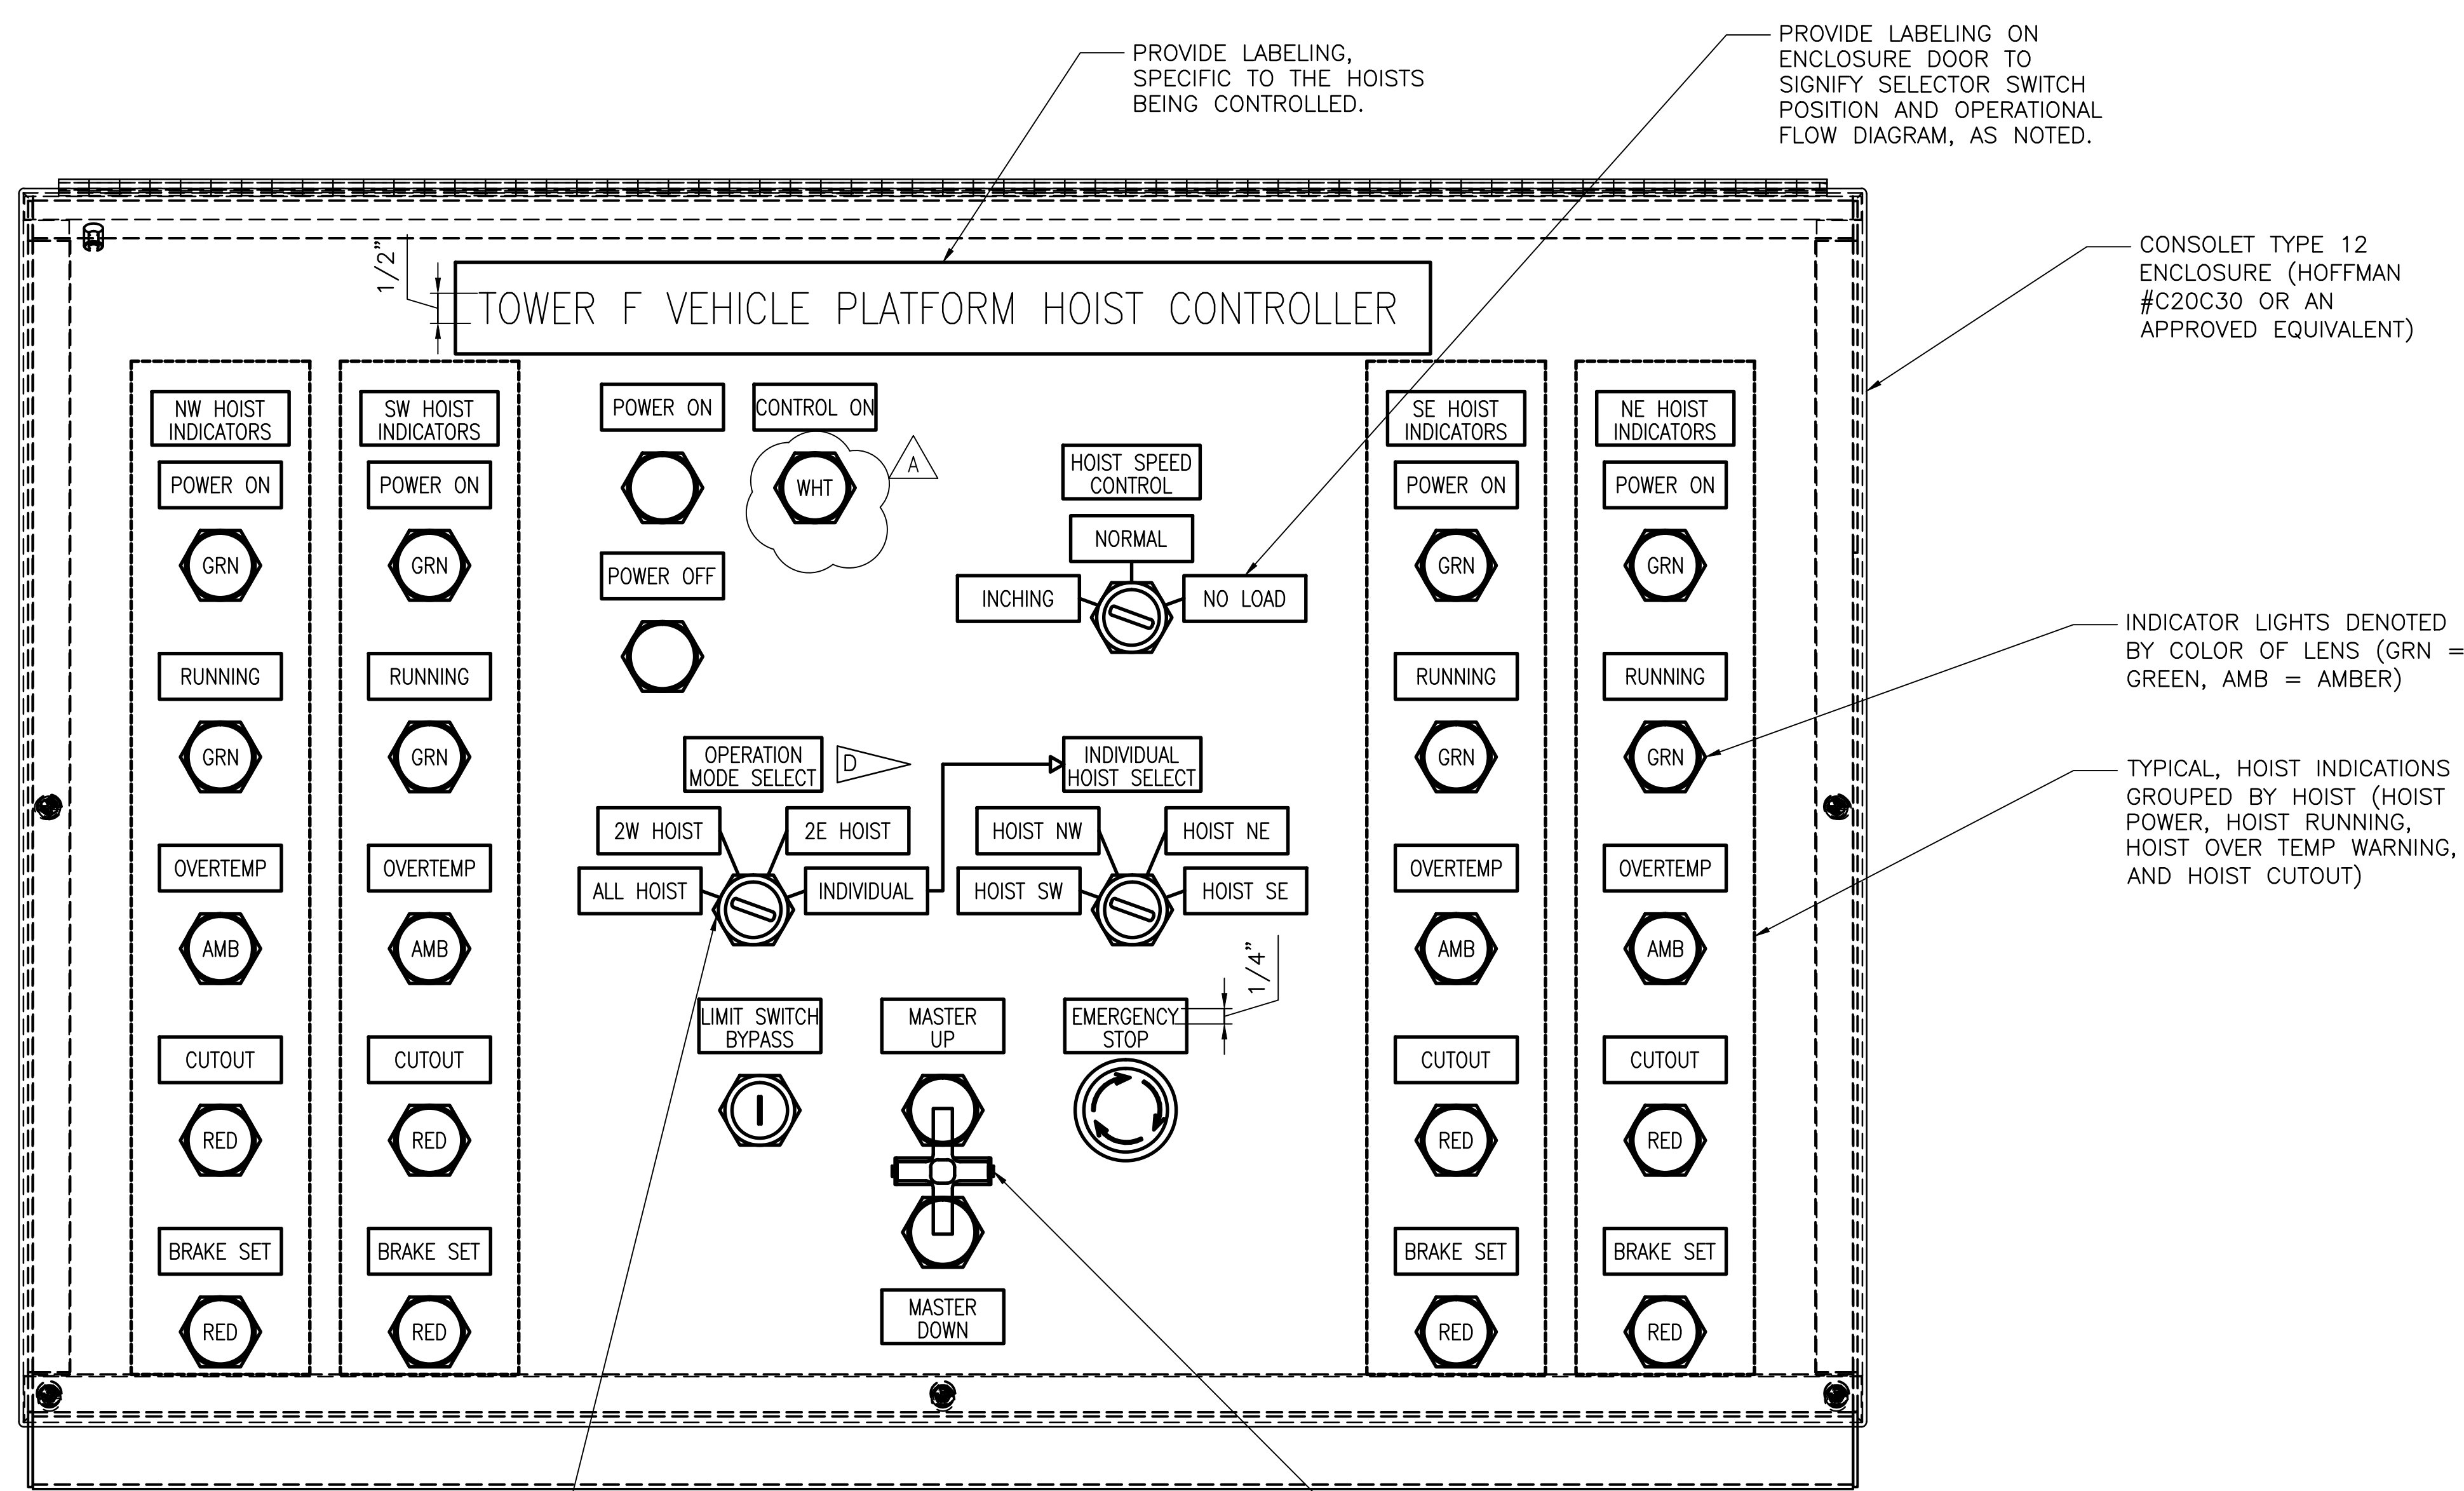 PROVIDE LABELING,
SPECIFIC TO THE HOISTS
BEING CONTROLLED.
PROVIDE LABELING ON
ENCLOSURE DOOR TO
SIGNIFY SELECTOR SWITCH
POSITION AND OPERATIONAL
FLOW DIAGRAM, AS NOTED.
CONSOLET TYPE 12
ENCLOSURE (HOFFMAN
#C20C30 OR AN
APPROVED EQUIVALENT)
INDICATOR LIGHTS DENOTED
BY COLOR OF LENS (GRN =
GREEN, AMB = AMBER)
TYPICAL, HOIST INDICATIONS
GROUPED BY HOIST (HOIST
POWER, HOIST RUNNING,
HOIST OVER TEMP WARNING,
AND HOIST CUTOUT)
1/2"
TOWER F VEHICLE PLATFORM HOIST CONTROLLER
NW HOIST
INDICATORS
POWER ON
GRN
RUNNING
GRN
OVERTEMP
AMB
CUTOUT
RED
BRAKE SET
RED
SW HOIST
INDICATORS
POWER ON
GRN
RUNNING
GRN
OVERTEMP
AMB
CUTOUT
RED
BRAKE SET
RED
POWER ON
CONTROL ON
WHT
A
POWER OFF
HOIST SPEED
CONTROL
NORMAL
INCHING
NO LOAD
OPERATION
MODE SELECT
D
2W HOIST
2E HOIST
ALL HOIST
INDIVIDUAL
INDIVIDUAL
HOIST SELECT
HOIST NW
HOIST NE
HOIST SW
HOIST SE
1/4"
LIMIT SWITCH
BYPASS
MASTER
UP
EMERGENCY
STOP
MASTER
DOWN
SE HOIST
INDICATORS
POWER ON
GRN
RUNNING
GRN
OVERTEMP
AMB
CUTOUT
RED
BRAKE SET
RED
NE HOIST
INDICATORS
POWER ON
GRN
RUNNING
GRN
OVERTEMP
AMB
CUTOUT
RED
BRAKE SET
RED